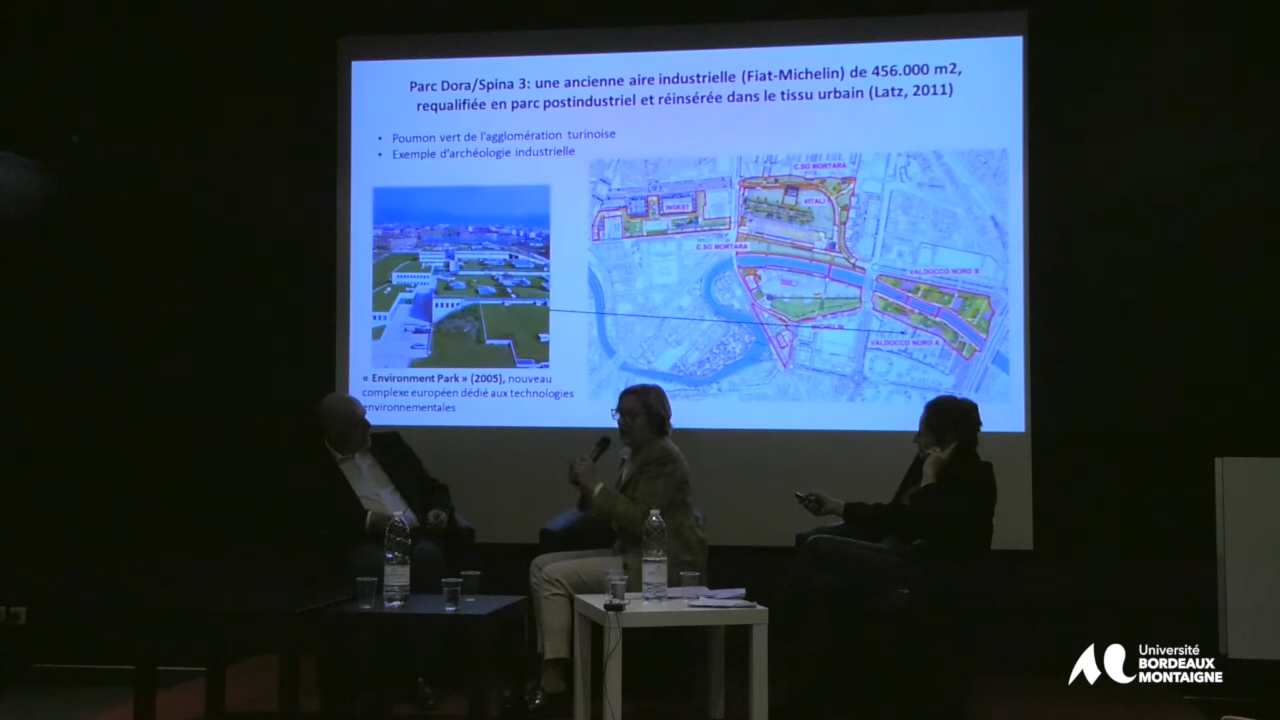 Parc Dora/Spina 3: une ancienne aire industrielle (Fiat-Michelin) de 456.000 m2,
requalifiée en parc postindustriel et réinsérée dans le tissu urbain (Latz, 2011)
• Poumon vert de l'agglomération turinoise
• Exemple d'archéologie industrielle
C.SO MORTARA
INGEST
VITALI
C.SO MORTARA
VALDOCCO NORD B
VALDOCCO NORD A
« Environment Park » (2005), nouveau
complexe européen dédié aux technologies
environnementales
Université
BORDEAUX
MONTAIGNE